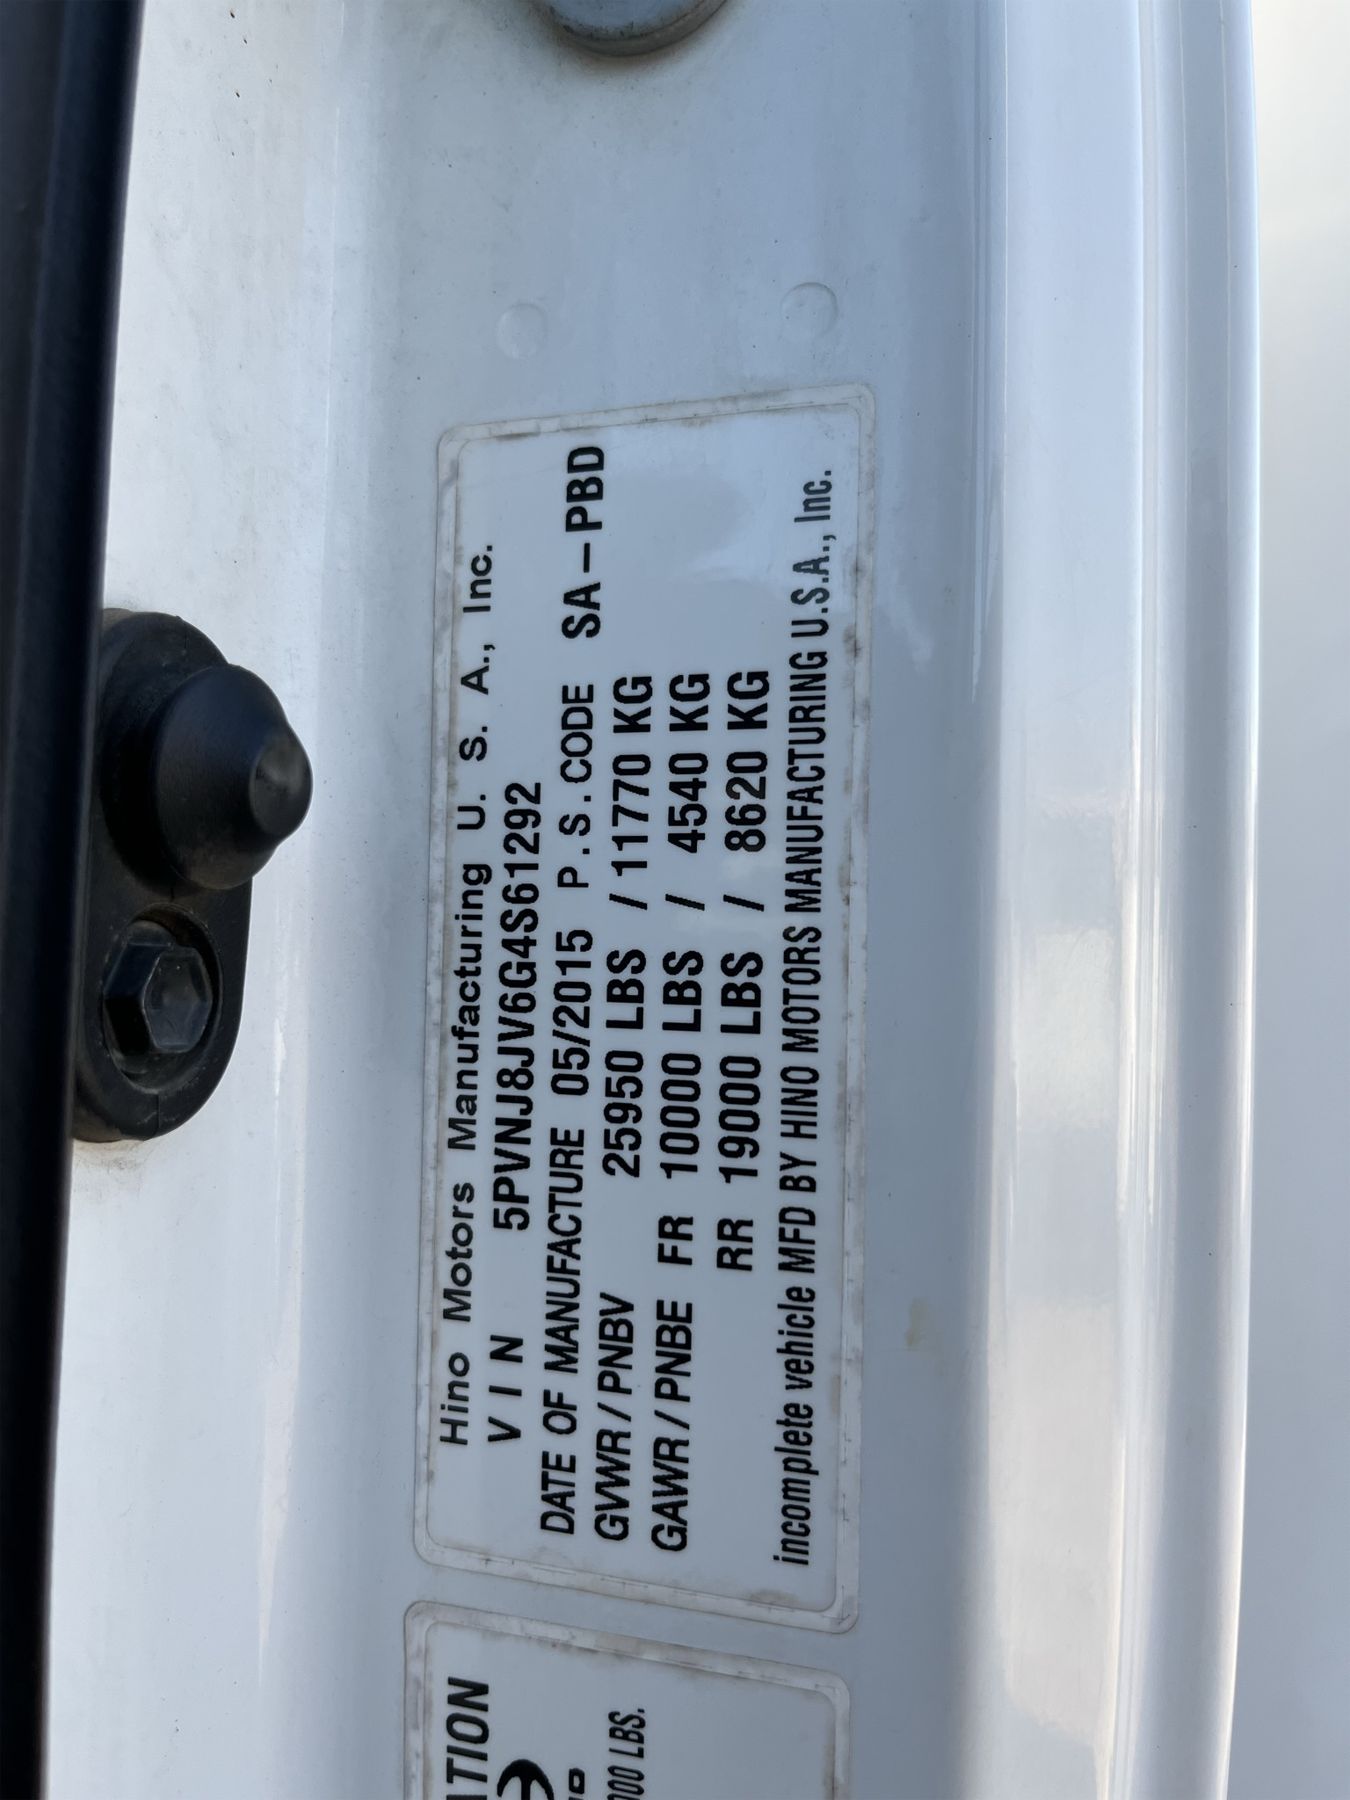 Hino Motors Manufacturing U. S. A., Inc.
V I N 5PVNJ8JV6G4S61292
DATE OF MANUFACTURE 05/2015 P.S.CODE SA-PBD
GVWR/PNBV 25950 LBS / 11770 KG
GAWR/PNBE FR 10000 LBS / 4540 KG
RR 19000 LBS / 8620 KG
incomplete vehicle MFD BY HINO MOTORS MANUFACTURING U.S.A., Inc.
LBS.